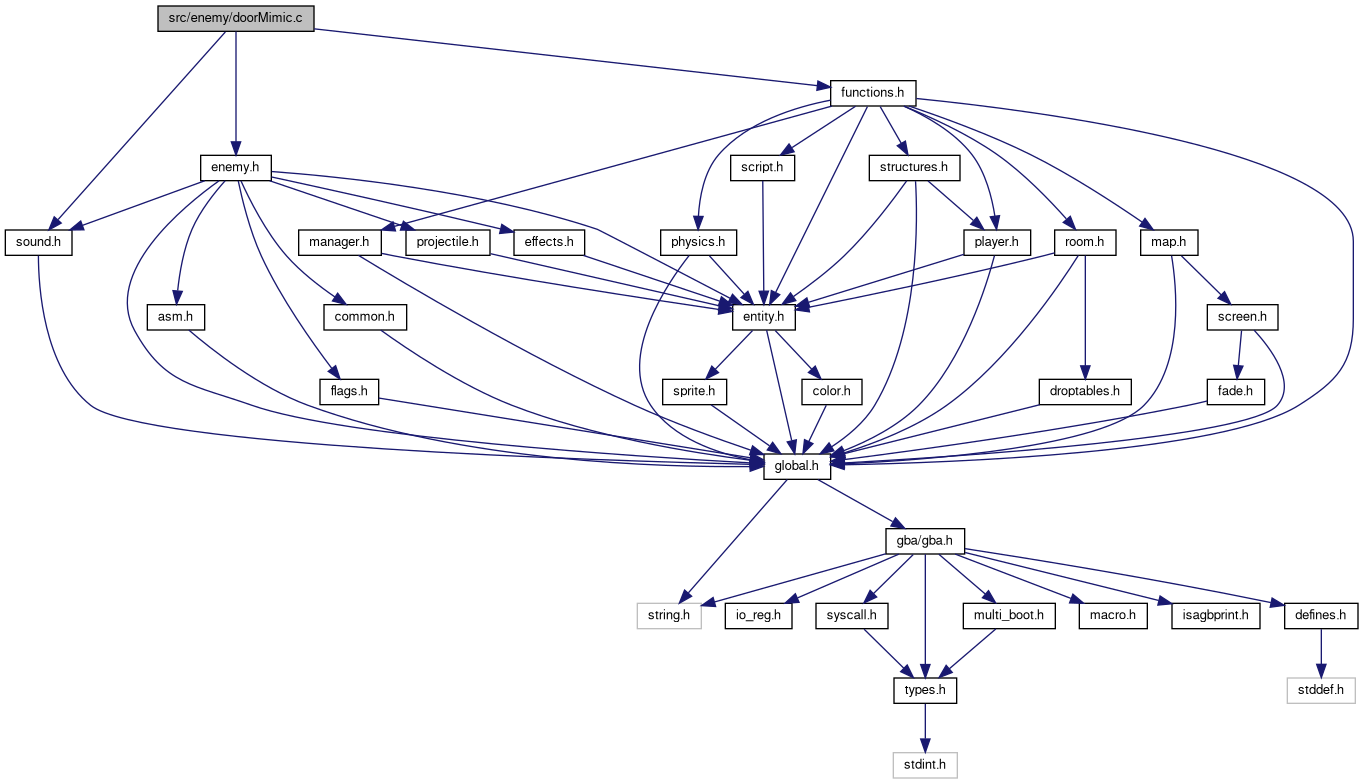 src/enemy/doorMimic.c
functions.h
enemy.h
script.h
structures.h
sound.h
manager.h
projectile.h
effects.h
physics.h
player.h
room.h
map.h
asm.h
common.h
entity.h
screen.h
flags.h
sprite.h
color.h
droptables.h
fade.h
global.h
gba/gba.h
string.h
io_reg.h
syscall.h
multi_boot.h
macro.h
isagbprint.h
defines.h
types.h
stddef.h
stdint.h